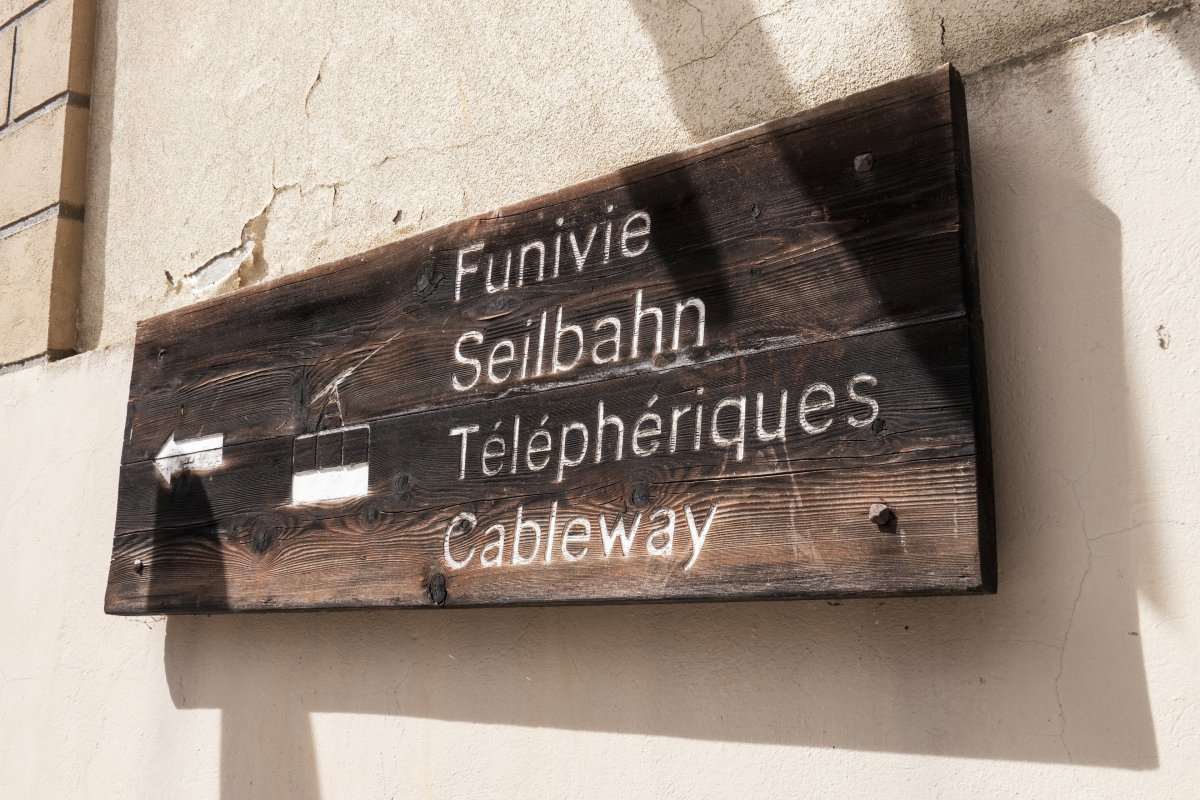 Funivie
Seilbahn
Téléphériques
Cableway